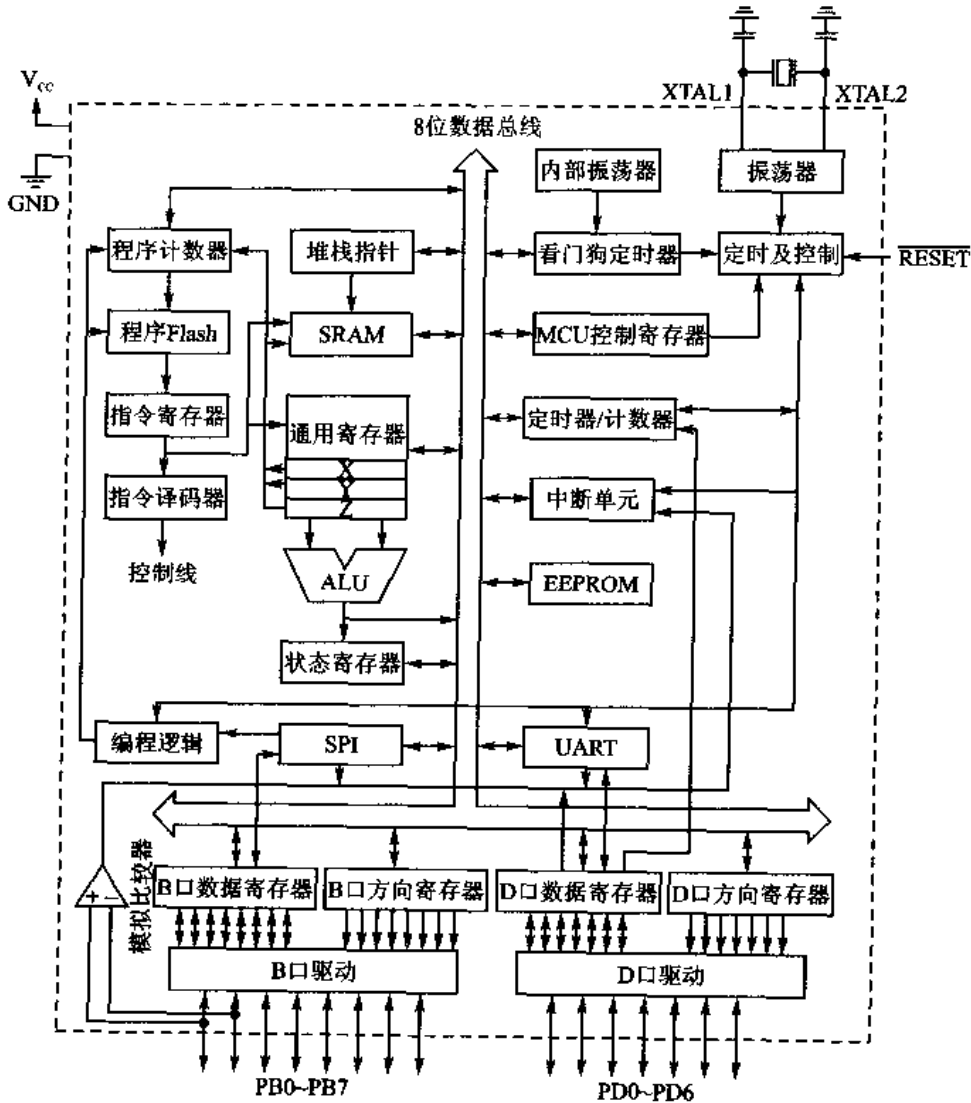 XTAL1
XTAL2
Vcc
GND
8位数据总线
内部振荡器
振荡器
程序计数器
堆栈指针
看门狗定时器
定时及控制
RESET
程序Flash
SRAM
MCU控制寄存器
指令寄存器
通用寄存器
定时器/计数器
X
Y
Z
指令译码器
中断单元
控制线
ALU
EEPROM
状态寄存器
编程逻辑
SPI
UART
模拟比较器
+ −
B口数据寄存器
B口方向寄存器
D口数据寄存器
D口方向寄存器
B口驱动
D口驱动
PB0~PB7
PD0~PD6